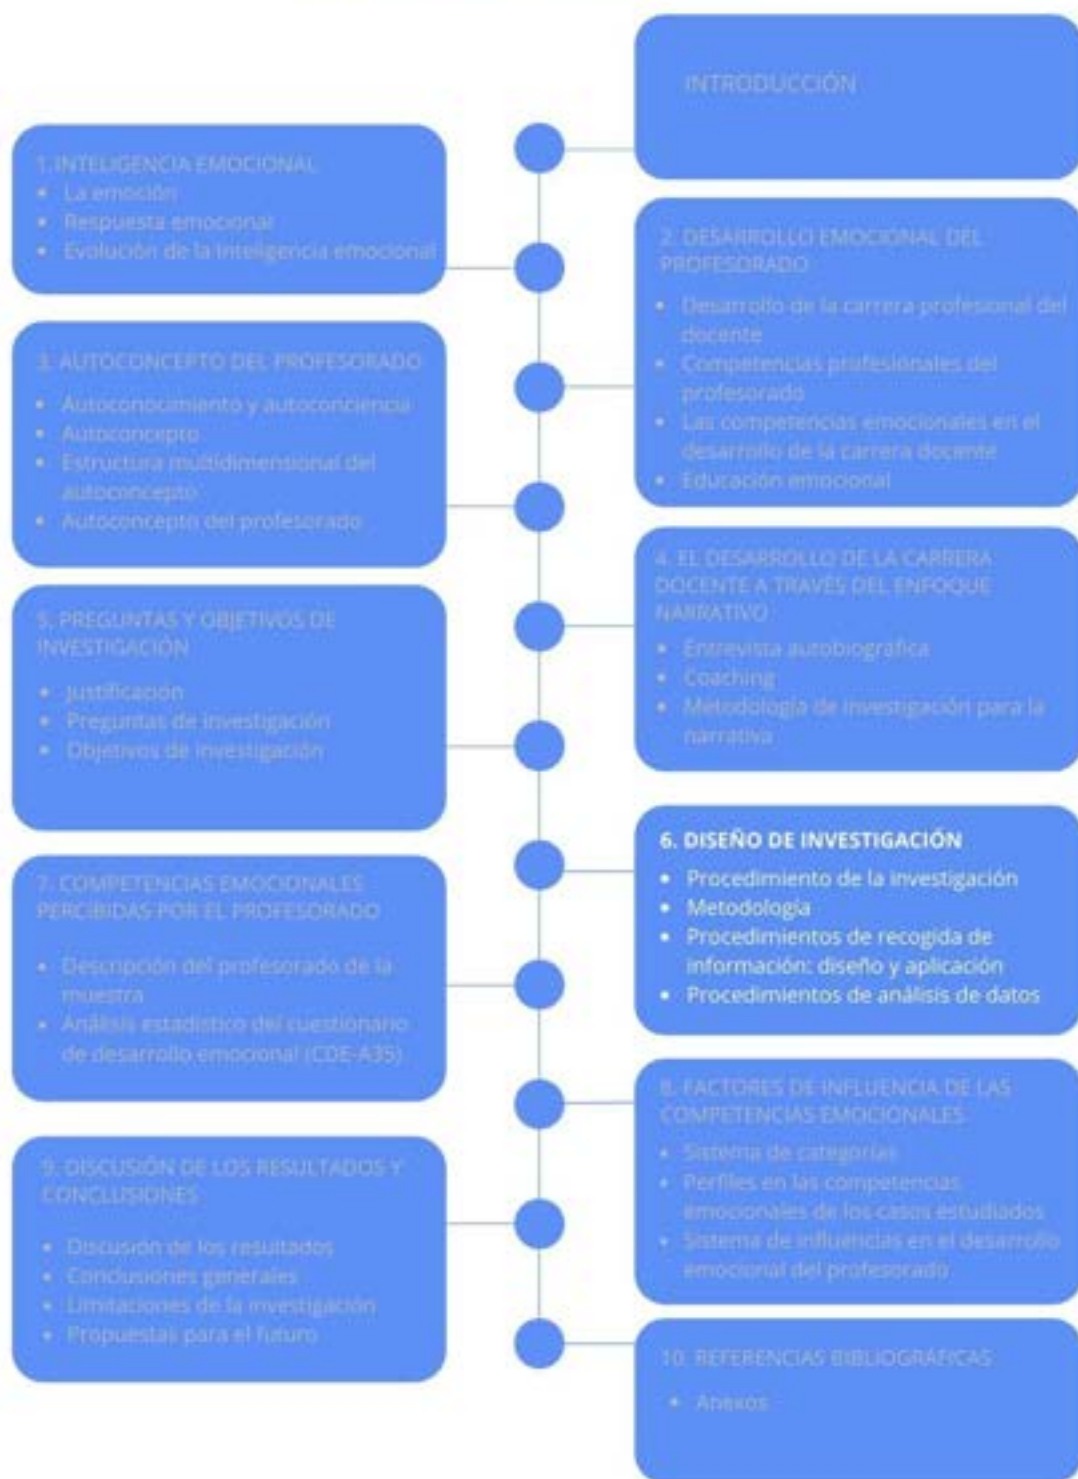 INTRODUCCIÓN
1. INTELIGENCIA EMOCIONAL
• La emoción
• Respuesta emocional
• Evolución de la Inteligencia emocional
2. DESARROLLO EMOCIONAL DEL
PROFESORADO
• Desarrollo de la carrera profesional del
docente
• Competencias profesionales del
profesorado
• Las competencias emocionales en el
desarrollo de la carrera docente
• Educación emocional
3. AUTOCONCEPTO DEL PROFESORADO
• Autoconocimiento y autoconciencia
• Autoconcepto
• Estructura multidimensional del
autoconcepto
• Autoconcepto del profesorado
4. EL DESARROLLO DE LA CARRERA
DOCENTE A TRAVÉS DEL ENFOQUE
NARRATIVO
• Entrevista autobiográfica
• Coaching
• Metodología de investigación para la
narrativa
5. PREGUNTAS Y OBJETIVOS DE
INVESTIGACIÓN
• Justificación
• Preguntas de investigación
• Objetivos de investigación
6. DISEÑO DE INVESTIGACIÓN
• Procedimiento de la investigación
• Metodología
• Procedimientos de recogida de
información: diseño y aplicación
• Procedimientos de análisis de datos
7. COMPETENCIAS EMOCIONALES
PERCIBIDAS POR EL PROFESORADO
• Descripción del profesorado de la
muestra
• Análisis estadístico del cuestionario
de desarrollo emocional (CDE-A35)
8. FACTORES DE INFLUENCIA DE LAS
COMPETENCIAS EMOCIONALES
• Sistema de categorías
• Perfiles en las competencias
emocionales de los casos estudiados
• Sistema de influencias en el desarrollo
emocional del profesorado
9. DISCUSIÓN DE LOS RESULTADOS Y
CONCLUSIONES
• Discusión de los resultados
• Conclusiones generales
• Limitaciones de la investigación
• Propuestas para el futuro
10. REFERENCIAS BIBLIOGRÁFICAS
• Anexos